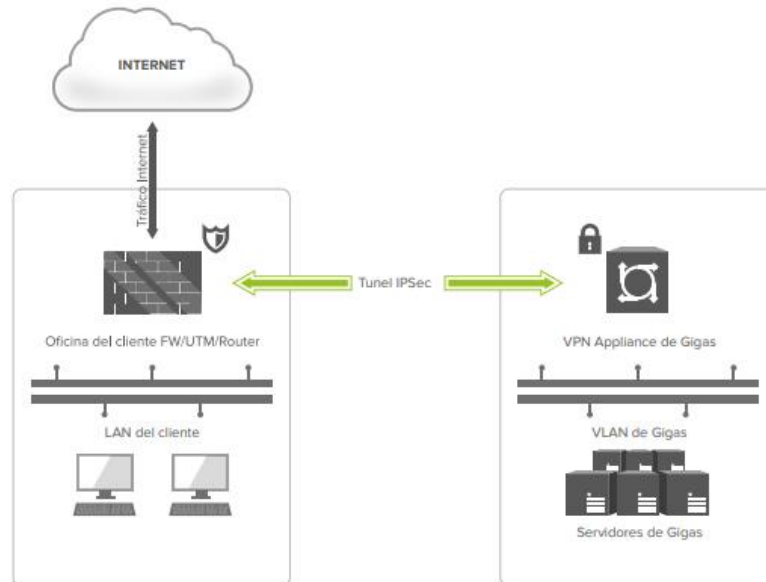 INTERNET
Tráfico Internet
Tunel IPSec
Oficina del cliente FW/UTM/Router
VPN Appliance de Gigas
LAN del cliente
VLAN de Gigas
Servidores de Gigas